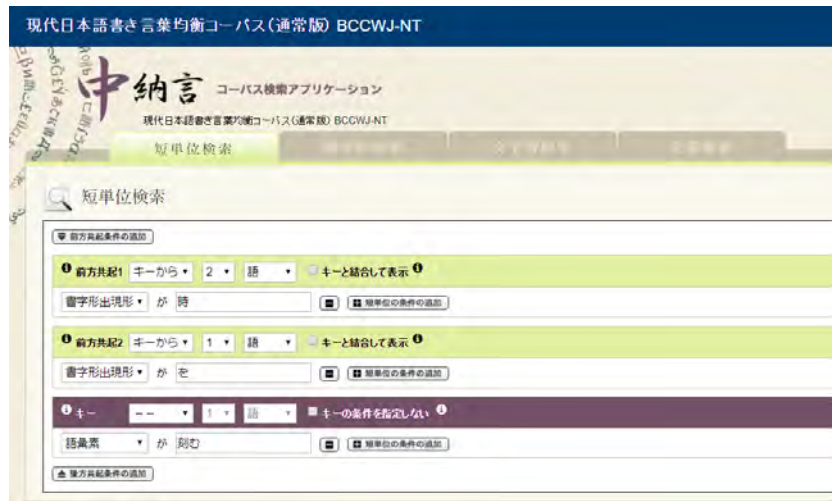 現代日本語書き言葉均衡コーパス(通常版) BCCWJ-NT
中納言 コーパス検索アプリケーション
現代日本語書き言葉均衡コーパス(通常版) BCCWJ-NT
短単位検索
短単位検索
前方共起条件の追加
前方共起1 キーから 2 語 キーと結合して表示
書字形出現形 が 時 短単位の条件の追加
前方共起2 キーから 1 語 キーと結合して表示
書字形出現形 が を 短単位の条件の追加
キー -- 1 語 キーの条件を指定しない
語彙素 が 刻む 短単位の条件の追加
後方共起条件の追加